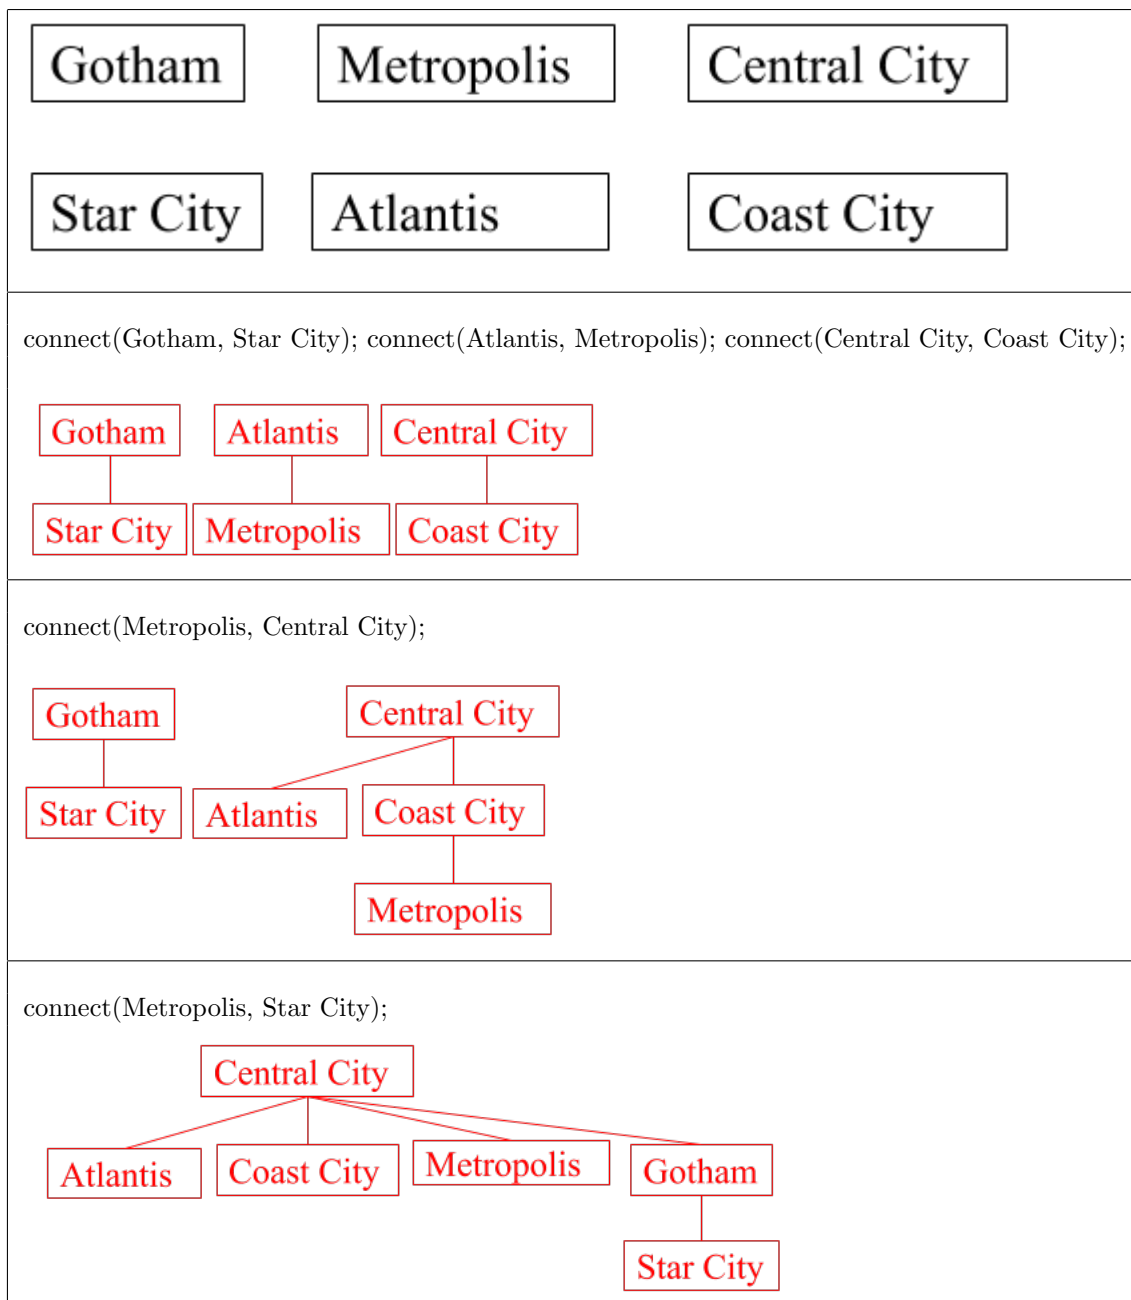 Gotham Metropolis Central City
Star City Atlantis Coast City
connect(Gotham, Star City); connect(Atlantis, Metropolis); connect(Central City, Coast City);
Gotham Atlantis Central City
Star City Metropolis Coast City
connect(Metropolis, Central City);
Gotham Central City
Star City Atlantis Coast City
Metropolis
connect(Metropolis, Star City);
Central City
Atlantis Coast City Metropolis Gotham
Star City